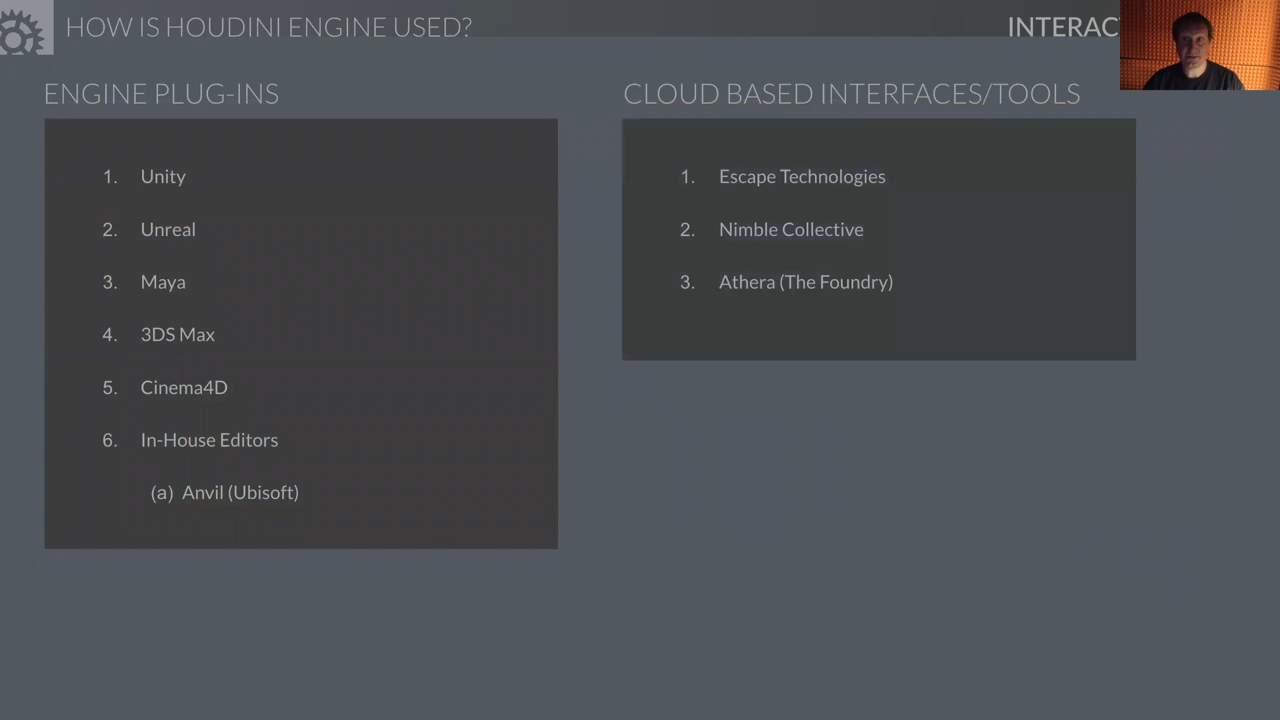 HOW IS HOUDINI ENGINE USED?
ENGINE PLUG-INS
1. Unity
2. Unreal
3. Maya
4. 3DS Max
5. Cinema4D
6. In-House Editors
(a) Anvil (Ubisoft)
CLOUD BASED INTERFACES/TOOLS
1. Escape Technologies
2. Nimble Collective
3. Athera (The Foundry)